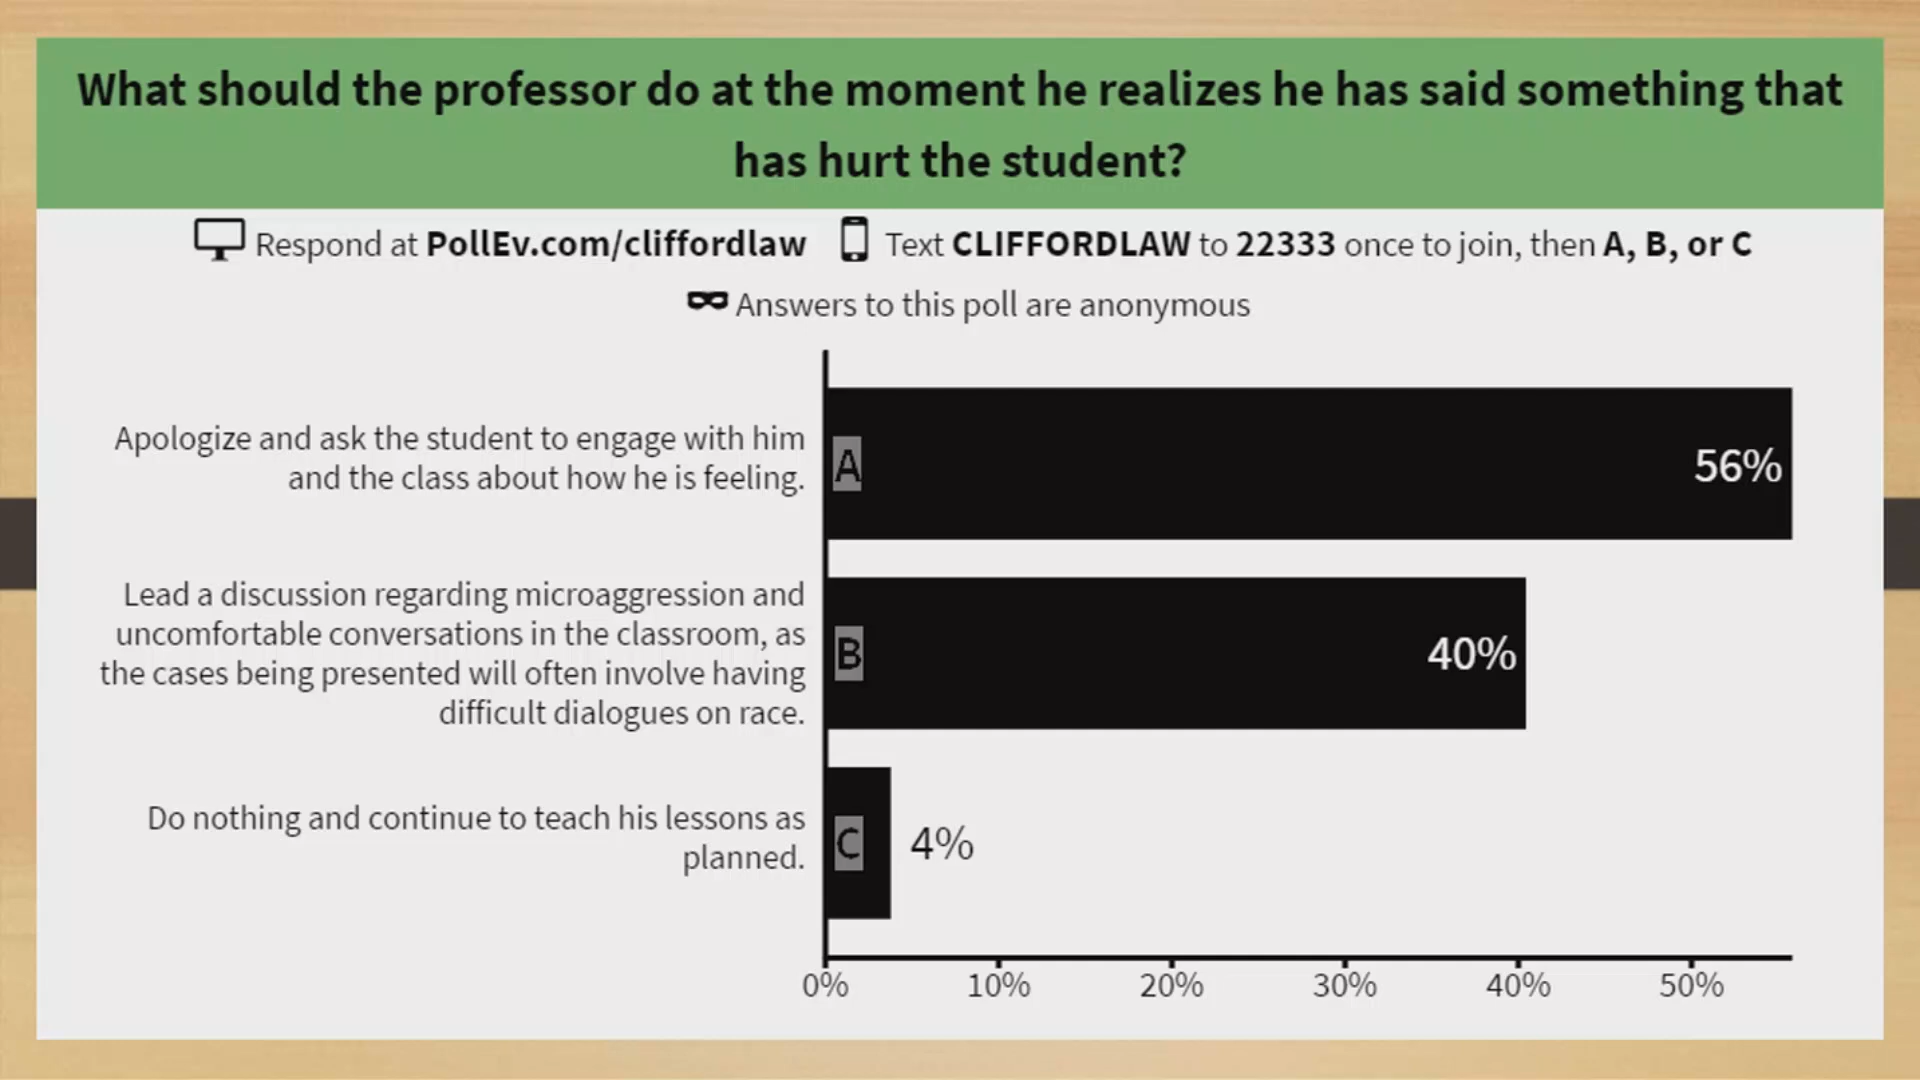 What should the professor do at the moment he realizes he has said something that
has hurt the student?
Respond at PollEv.com/cliffordlaw Text CLIFFORDLAW to 22333 once to join, then A, B, or C
Answers to this poll are anonymous
Apologize and ask the student to engage with him
and the class about how he is feeling.
A
56%
Lead a discussion regarding microaggression and
uncomfortable conversations in the classroom, as
the cases being presented will often involve having
difficult dialogues on race.
B
40%
Do nothing and continue to teach his lessons as
planned.
C
4%
0% 10% 20% 30% 40% 50%